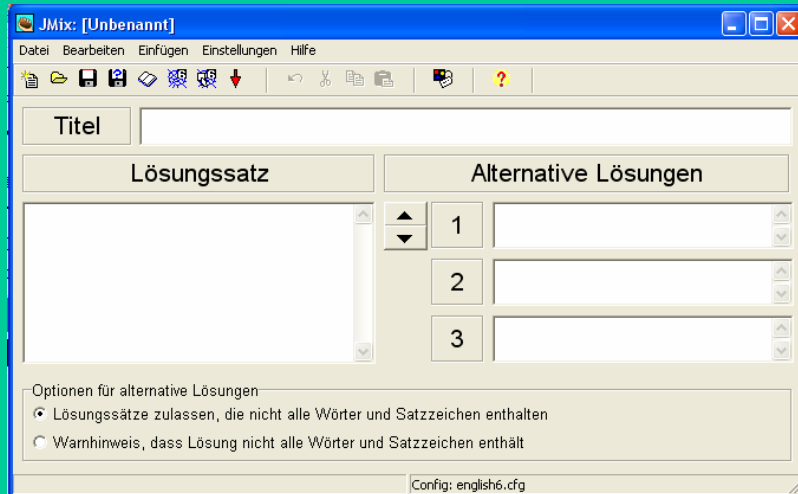 JMix: [Unbenannt]
Datei Bearbeiten Einfügen Einstellungen Hilfe
Titel
Lösungssatz Alternative Lösungen
1
2
3
Optionen für alternative Lösungen
Lösungssätze zulassen, die nicht alle Wörter und Satzzeichen enthalten
Warnhinweis, dass Lösung nicht alle Wörter und Satzzeichen enthält
Config: english6.cfg